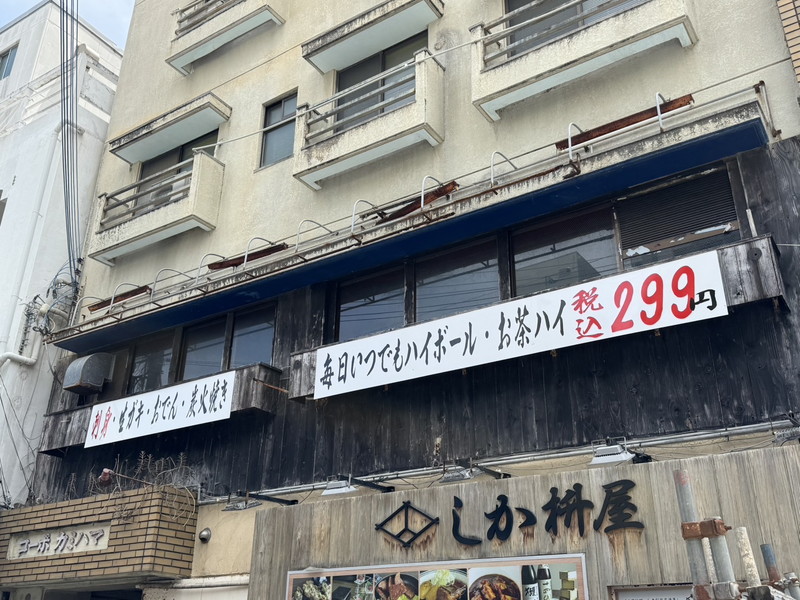 毎日いつでもハイボール・お茶ハイ税込299円
刺身・生ガキ・おでん・炭火焼き
しか枡屋
コーポ カミハマ